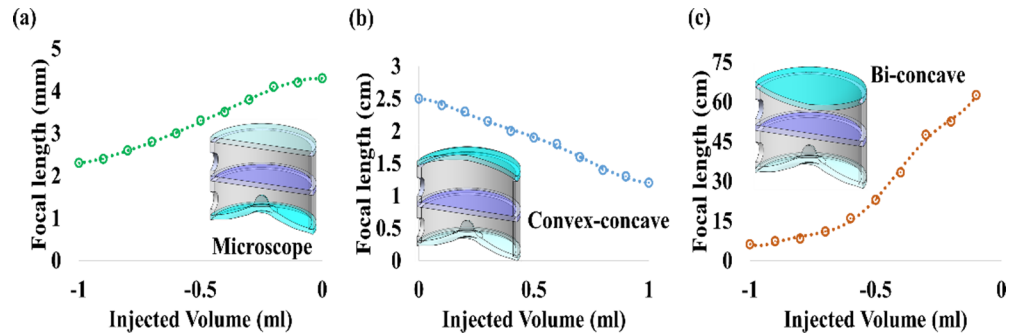 (a)
Focal length (mm)
5
4
3
2
1
0
-1
-0.5
0
Microscope
Injected Volume (ml)
(b)
Focal length (cm)
3
2.5
2
1.5
1
0.5
0
0
0.5
1
Convex-concave
Injected Volume (ml)
(c)
Focal length (cm)
75
60
45
30
15
0
-1
-0.5
0
Bi-concave
Injected Volume (ml)